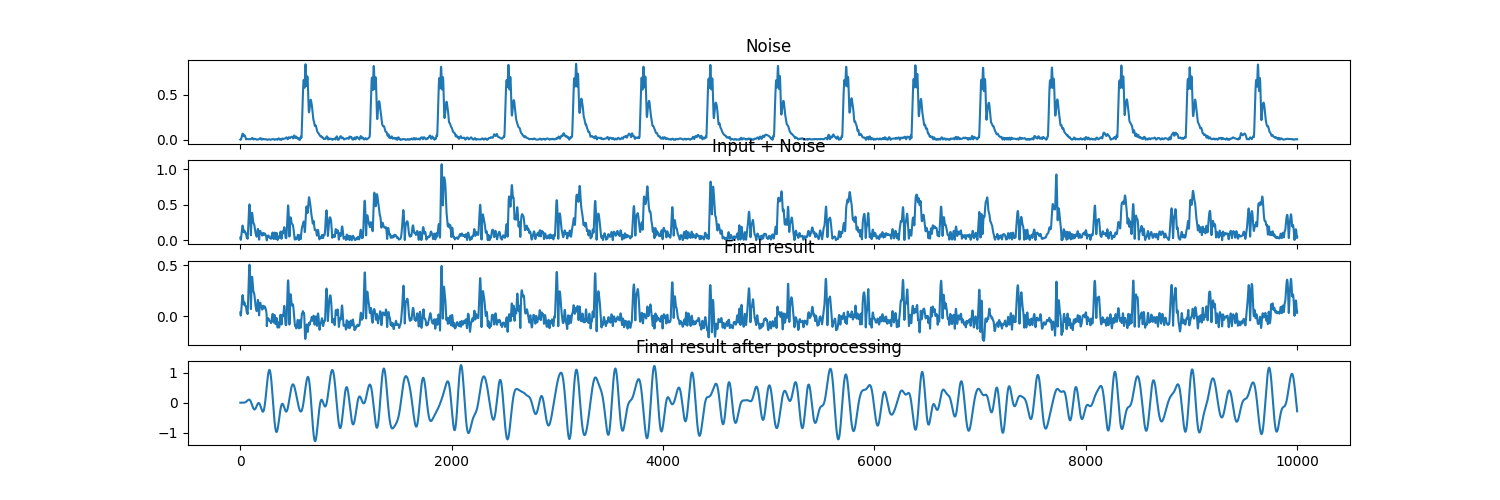 Noise
0.5
0.0
Input + Noise
1.0
0.5
0.0
Final result
0.5
0.0
Final result after postprocessing
1
0
−1
0 2000 4000 6000 8000 10000